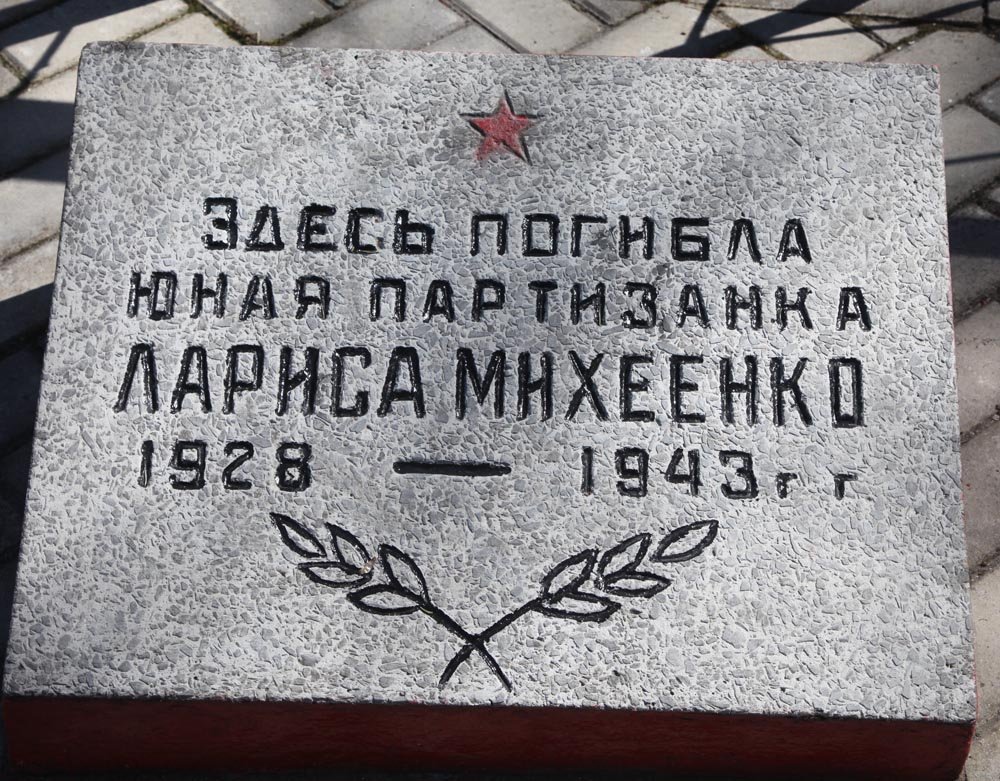 ЗДЕСЬ ПОГИБЛА
ЮНАЯ ПАРТИЗАНКА
ЛАРИСА МИХЕЕНКО
1928 — 1943 г г